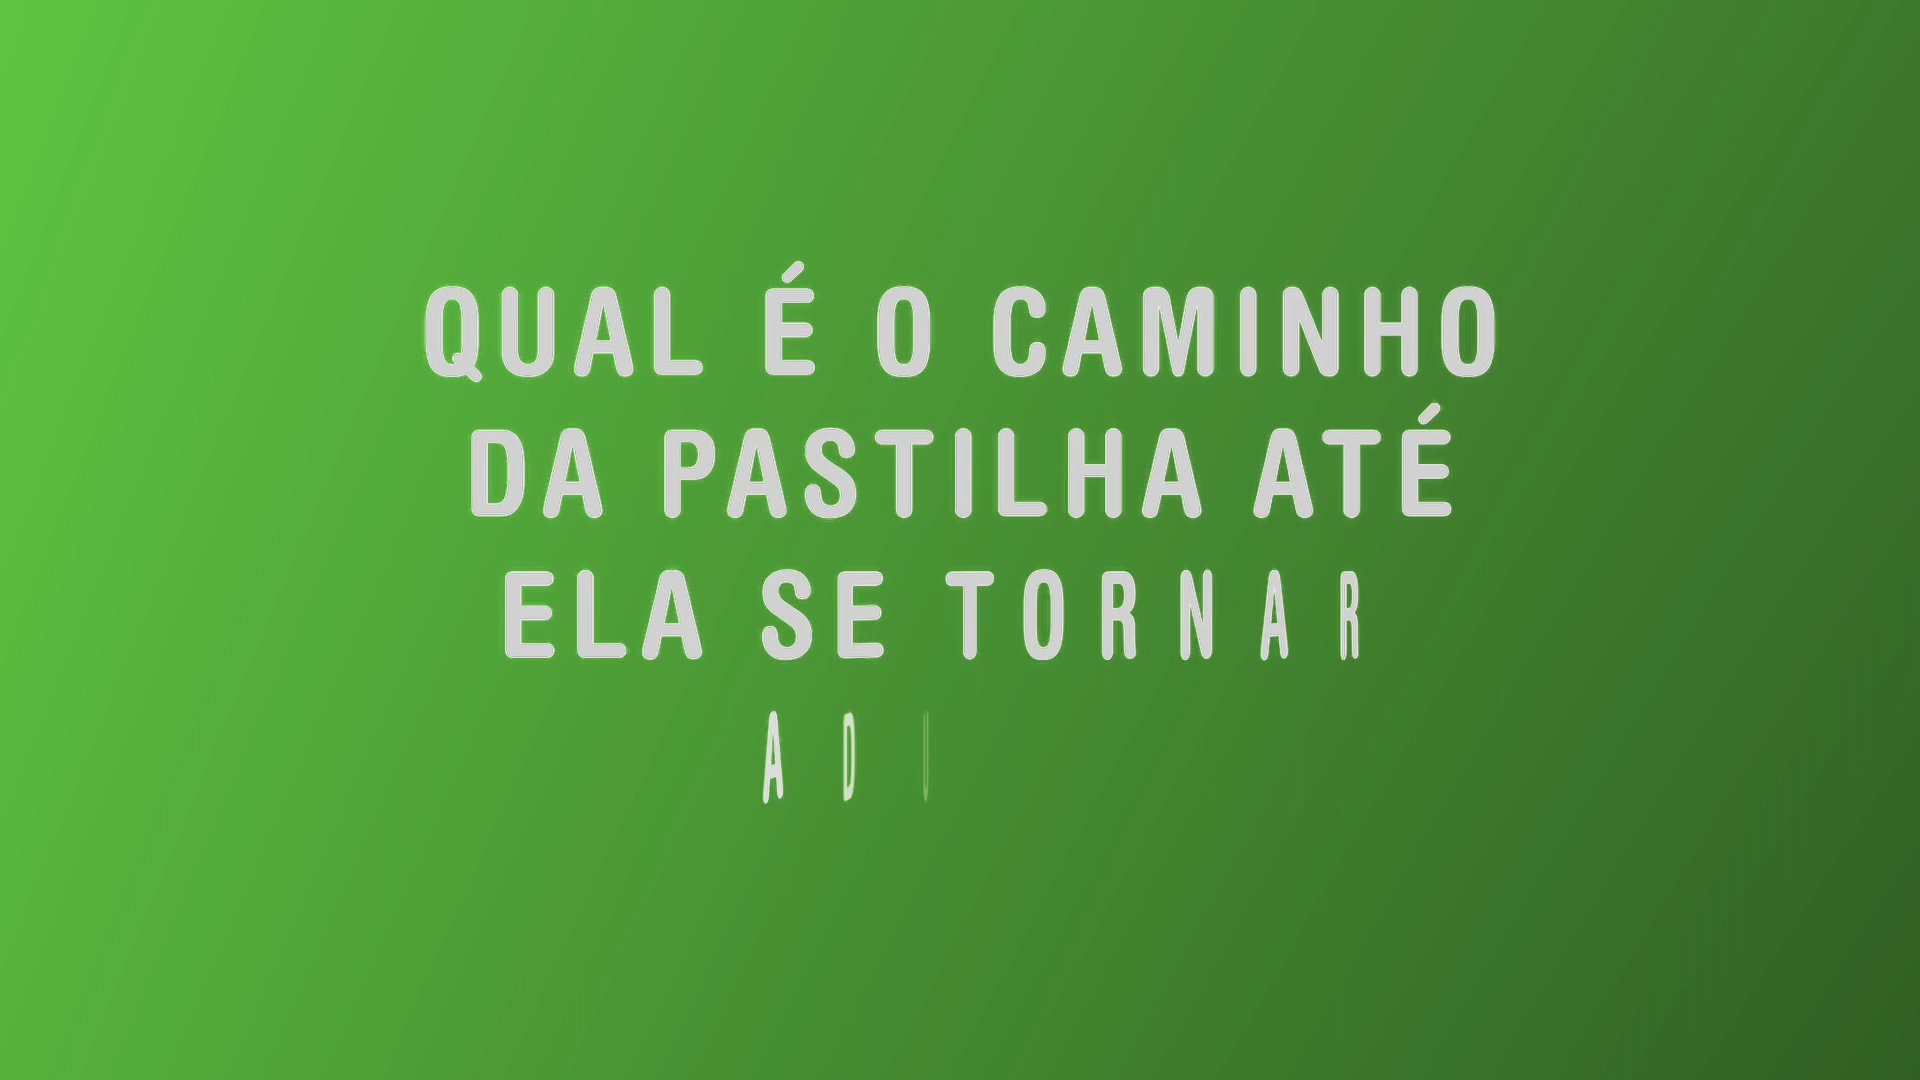 QUAL É O CAMINHO
DA PASTILHA ATÉ
ELA SE TORNAR